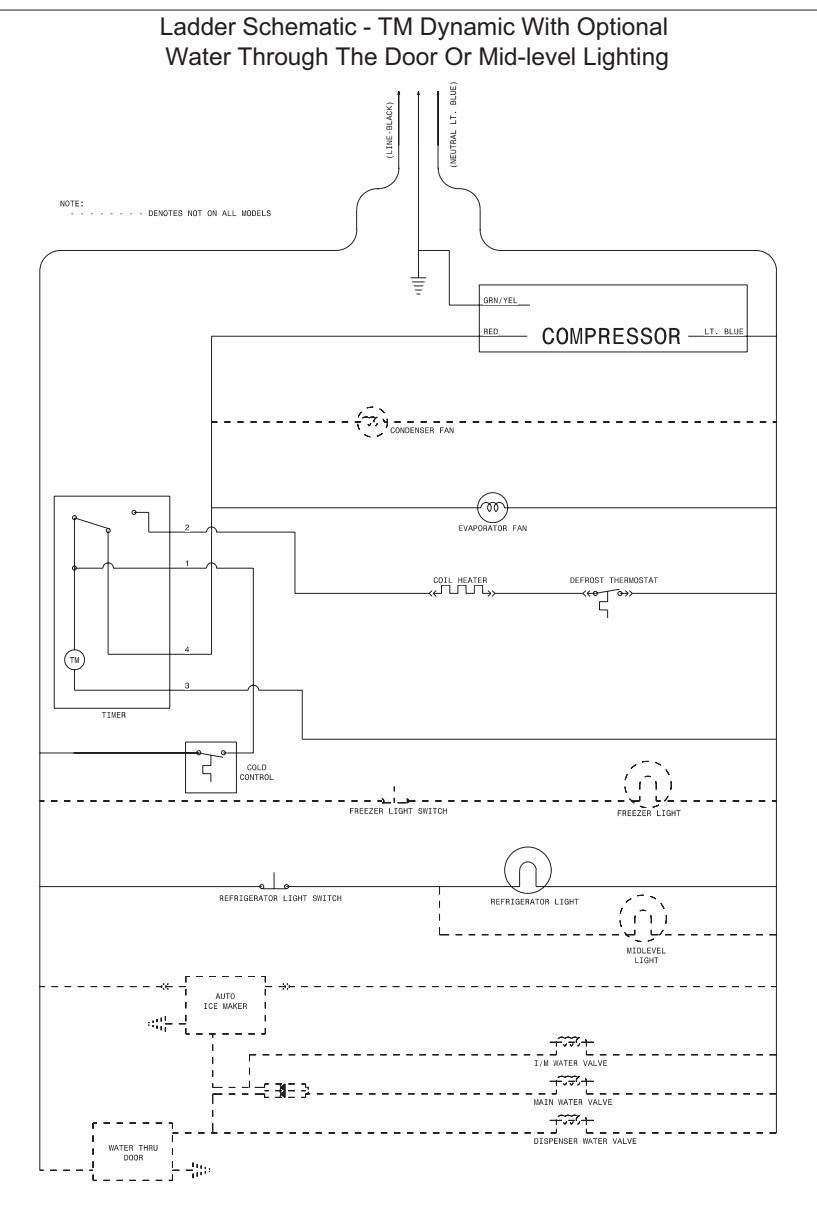 Ladder Schematic - TM Dynamic With Optional
Water Through The Door Or Mid-level Lighting
(LINE-BLACK)
(NEUTRAL LT. BLUE)
NOTE:
- - - - - - - - DENOTES NOT ON ALL MODELS
GRN/YEL
RED
COMPRESSOR
LT. BLUE
CONDENSER FAN
EVAPORATOR FAN
2
1
COIL HEATER
DEFROST THERMOSTAT
4
TM
3
TIMER
COLD
CONTROL
FREEZER LIGHT SWITCH
FREEZER LIGHT
REFRIGERATOR LIGHT SWITCH
REFRIGERATOR LIGHT
MIDLEVEL
LIGHT
AUTO
ICE MAKER
I/M WATER VALVE
MAIN WATER VALVE
DISPENSER WATER VALVE
WATER THRU
DOOR